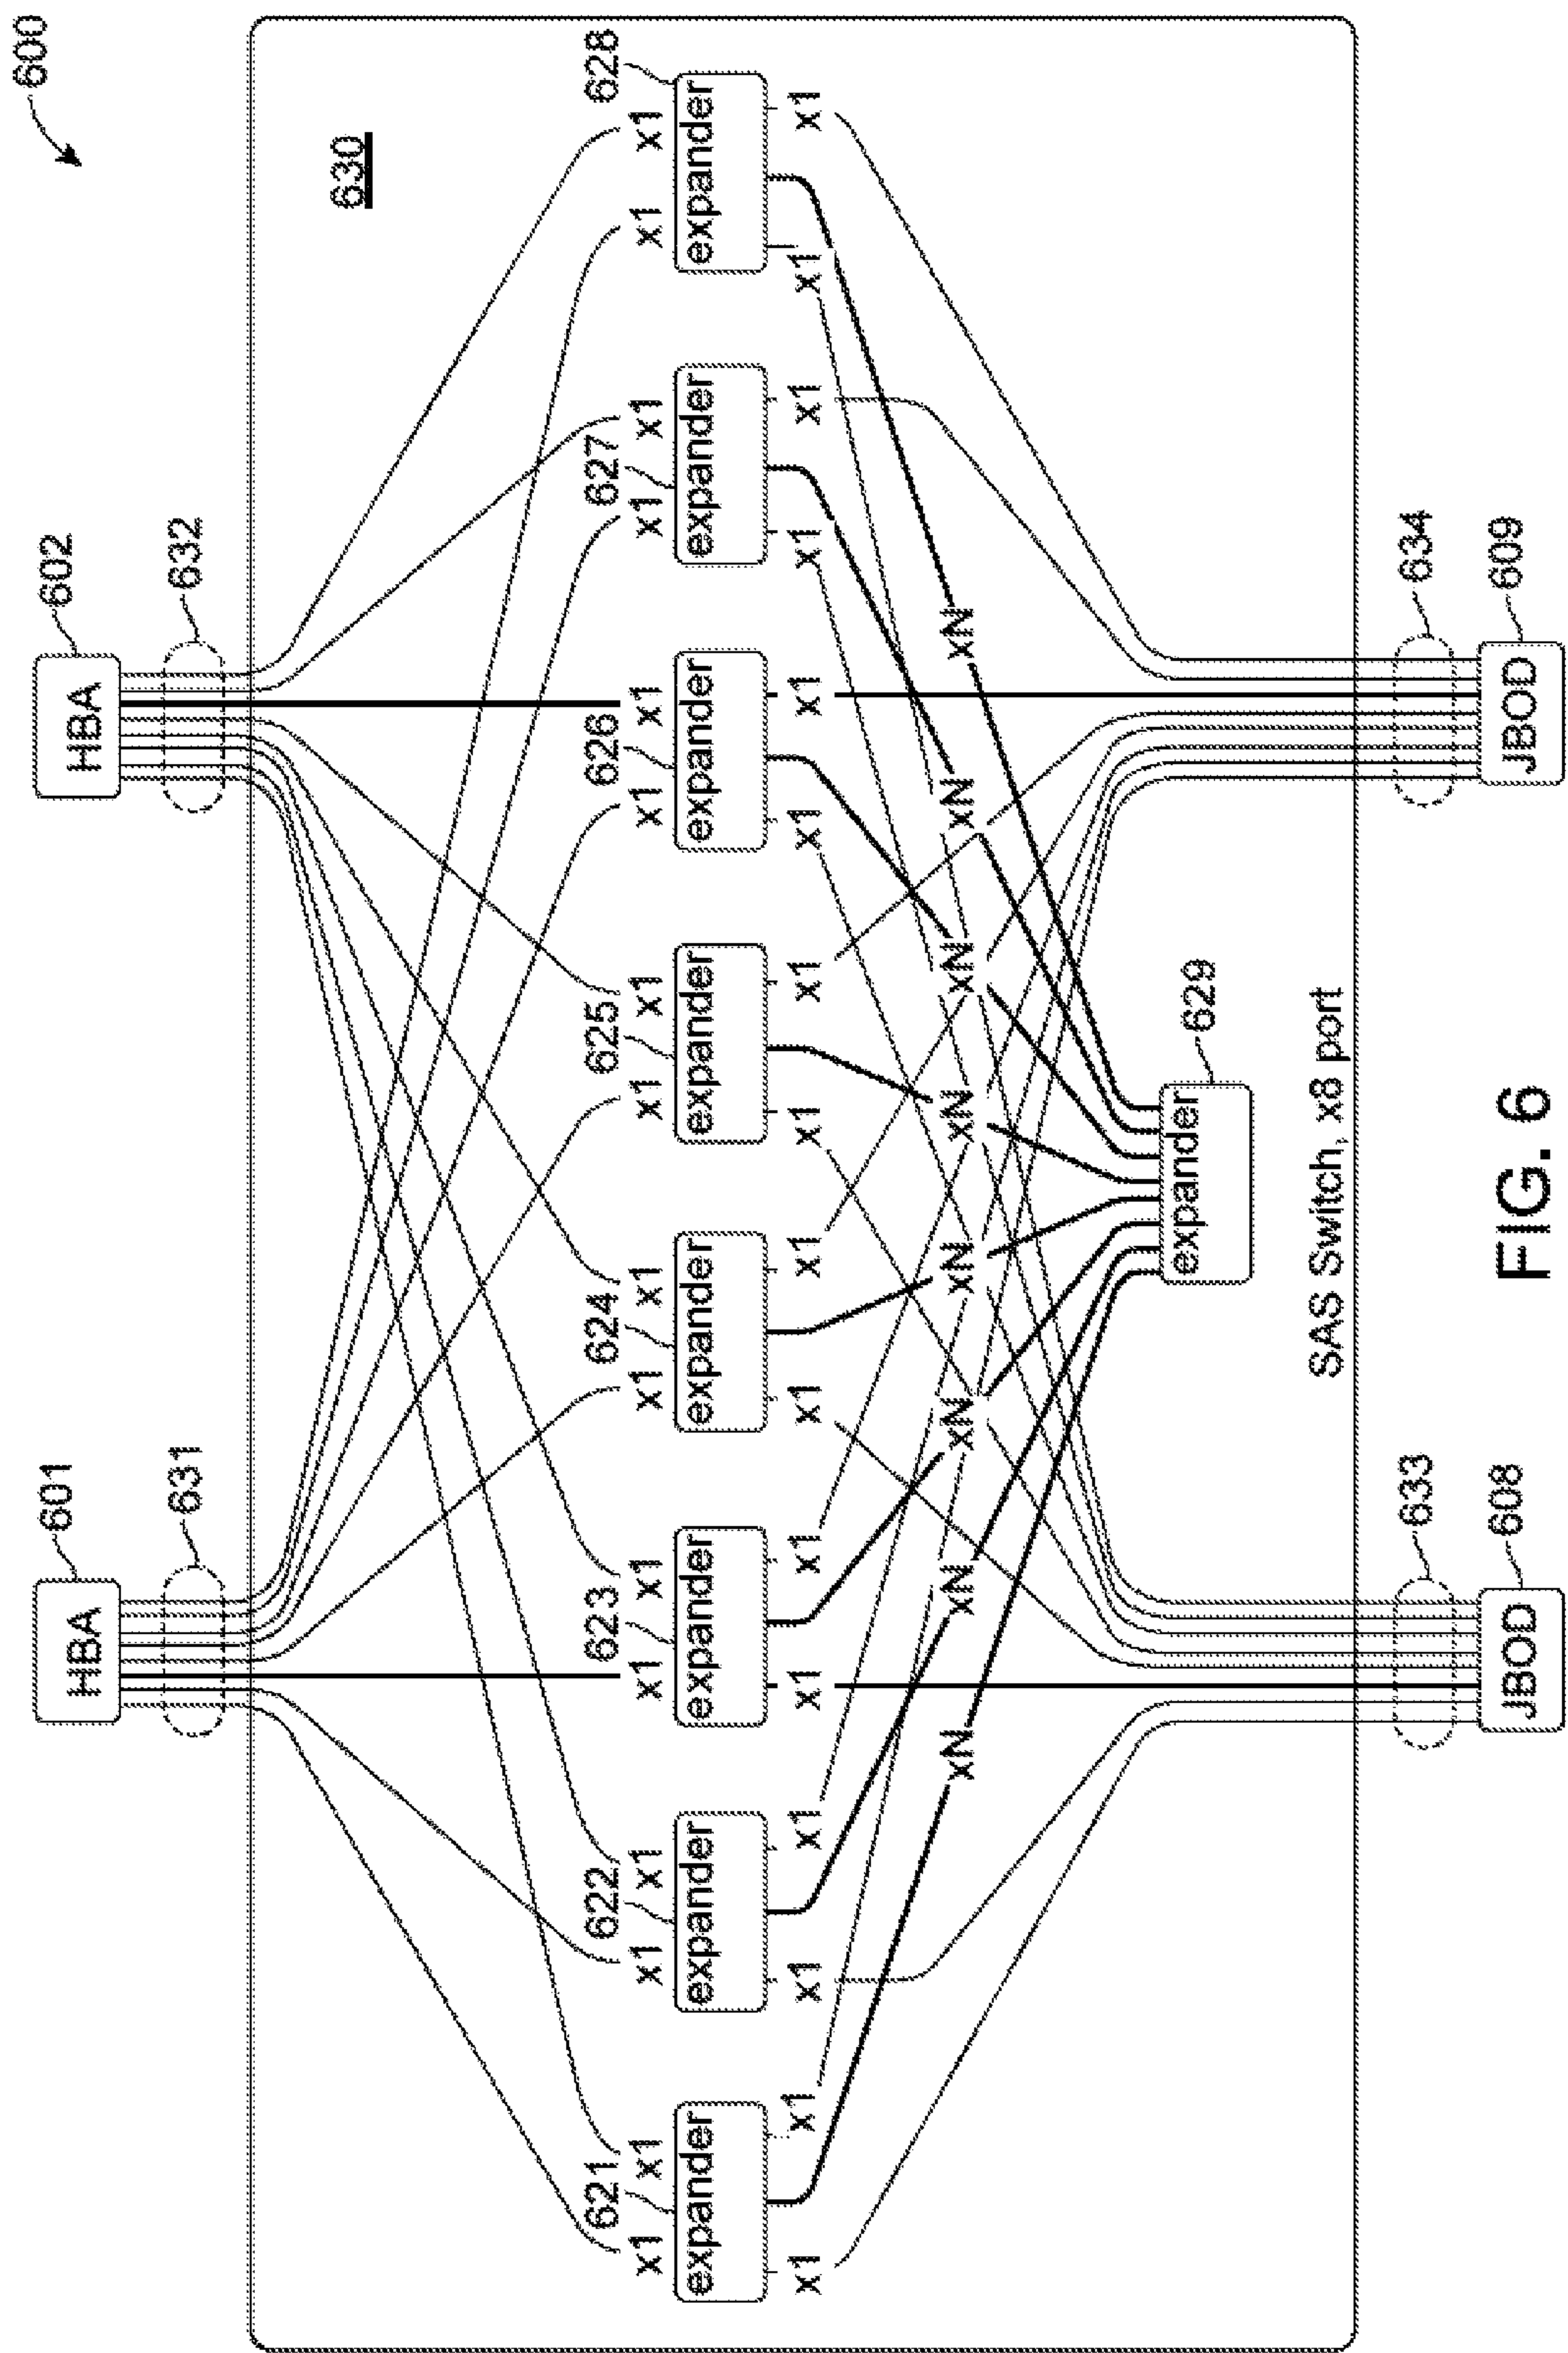 600
601
602
HBA
HBA
631
632
630
621
622
623
624
625
626
627
628
x1 x1 x1 x1 x1 x1 x1 x1 x1 x1 x1 x1 x1 x1 x1 x1
expander expander expander expander expander expander expander expander
x1 x1 x1 x1 x1 x1 x1 x1 x1 x1 x1 x1 x1 x1 x1 x1
xN xN xN xN xN xN xN xN
expander
629
SAS Switch, x8 port
633
634
JBOD
608
JBOD
609
FIG. 6